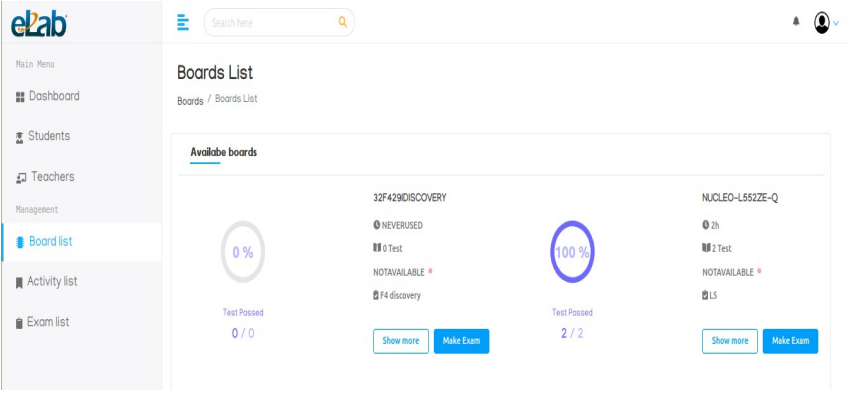 eLab
Search here
Main Menu
Dashboard
Students
Teachers
Management
Board list
Activity list
Exam list
Boards List
Boards / Boards List
Availabe boards
0 %
Test Passed
0 / 0
32F429IDISCOVERY
NEVERUSED
0 Test
NOTAVAILABLE
F4 discovery
Show more
Make Exam
100 %
Test Passed
2 / 2
NUCLEO-L552ZE-Q
2h
2 Test
NOTAVAILABLE
L5
Show more
Make Exam